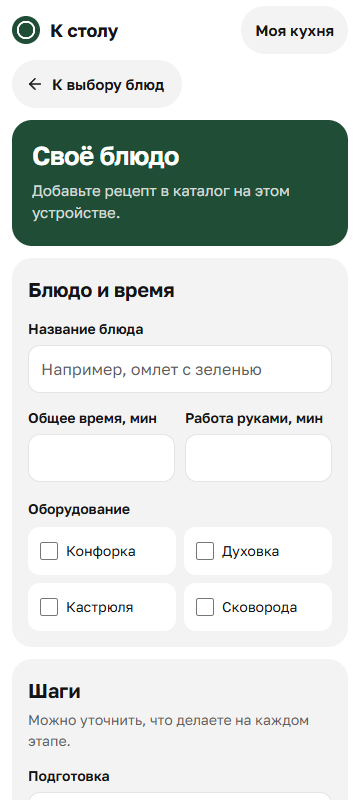 К столу
Моя кухня
К выбору блюд
Своё блюдо
Добавьте рецепт в каталог на этом
устройстве.
Блюдо и время
Название блюда
Например, омлет с зеленью
Общее время, мин
Работа руками, мин
Оборудование
Конфорка
Духовка
Кастрюля
Сковорода
Шаги
Можно уточнить, что делаете на каждом
этапе.
Подготовка